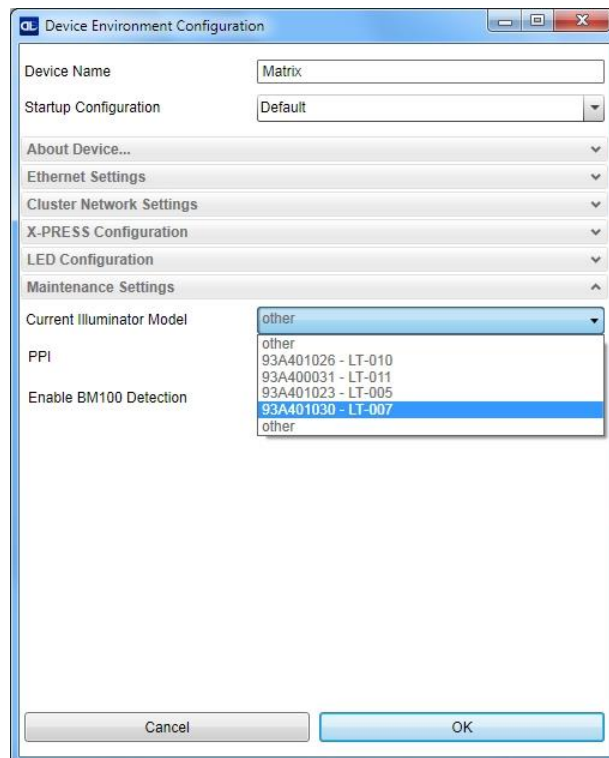 DL Device Environment Configuration
Device Name Matrix
Startup Configuration Default
About Device...
Ethernet Settings
Cluster Network Settings
X-PRESS Configuration
LED Configuration
Maintenance Settings
Current Illuminator Model other
other
93A401026 - LT-010
PPI
93A400031 - LT-011
93A401023 - LT-005
Enable BM100 Detection
93A401030 - LT-007
other
Cancel OK